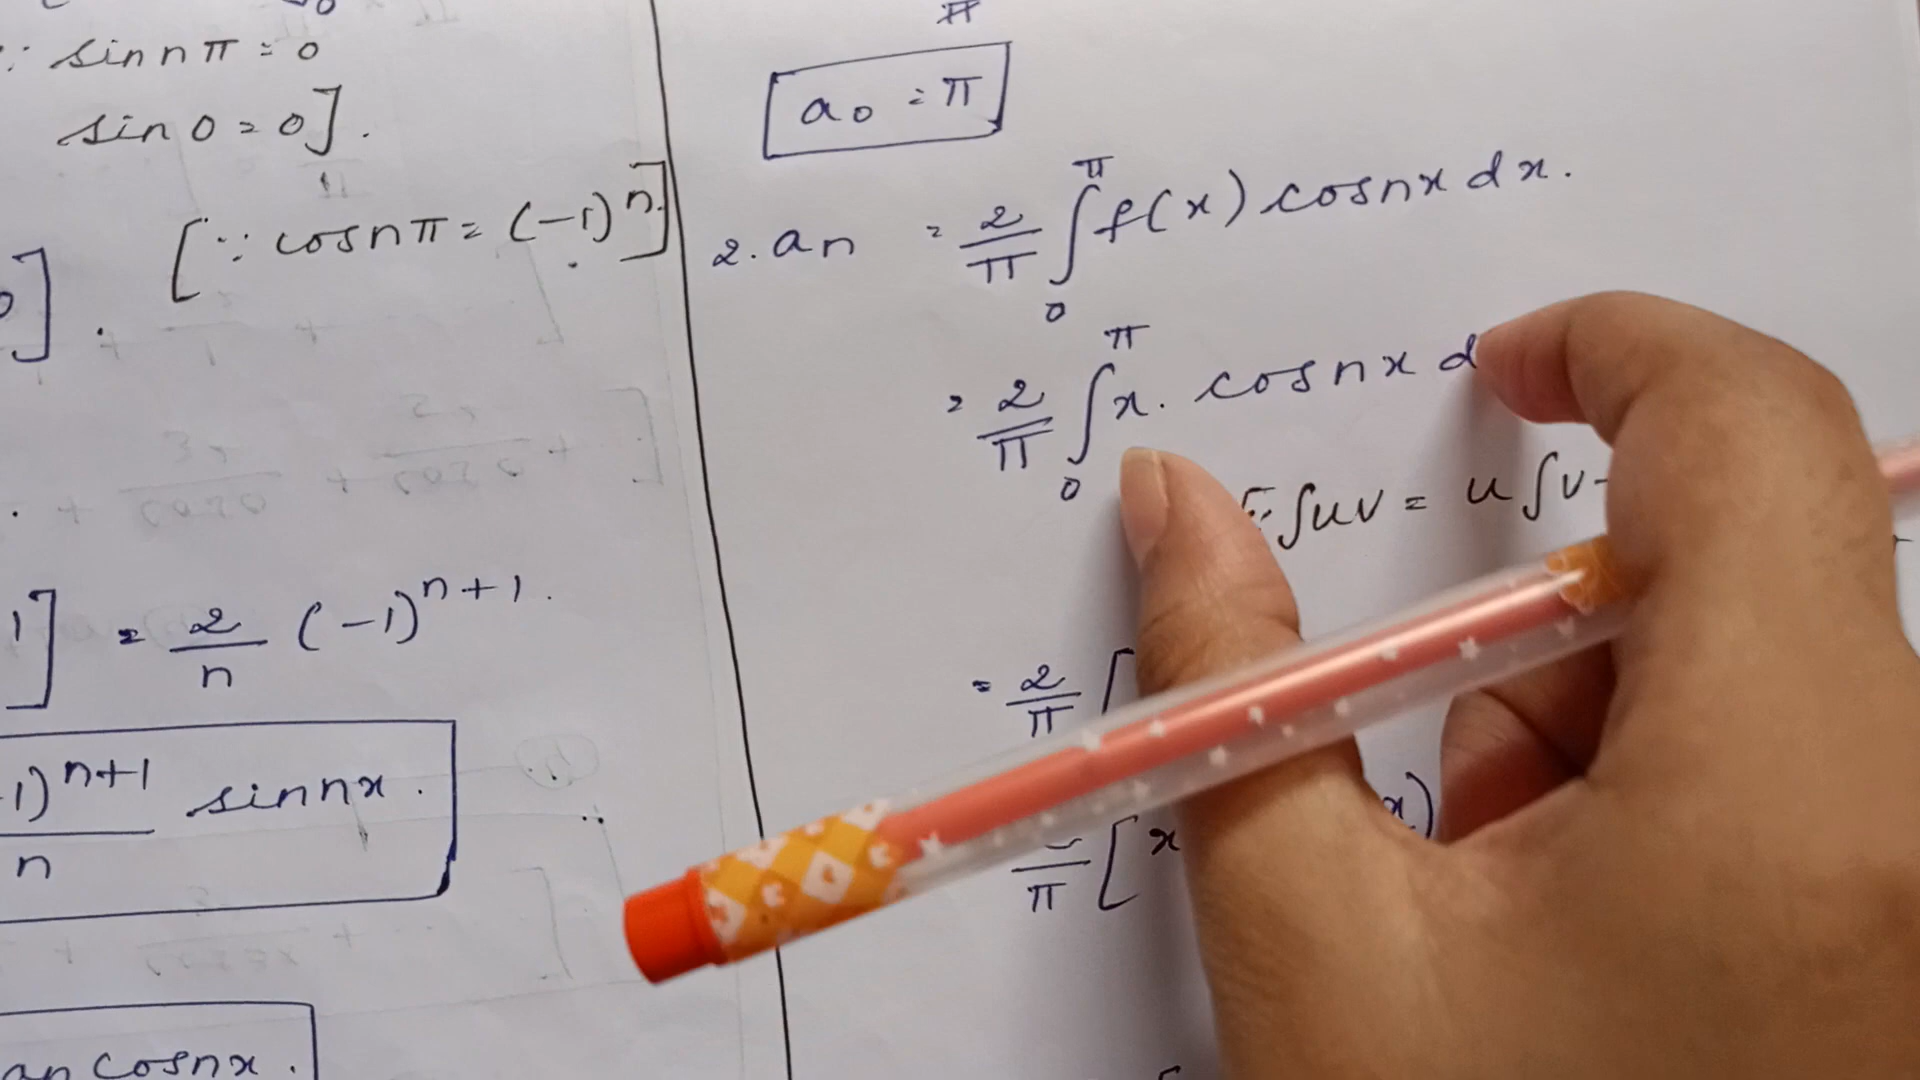 ∵ sin nπ = 0
sin 0 = 0].
[∵ cos nπ = (-1)^n]
].
1] = 2/n (-1)^{n+1}.
1)^{n+1}/n sin nx.
an cos nx.
π
a₀ = π
2. an = 2/π ∫₀^π f(x) cos nx dx.
= 2/π ∫₀^π x. cos nx d
∵ ∫uv = u∫v-
= 2/π [
π [x x)